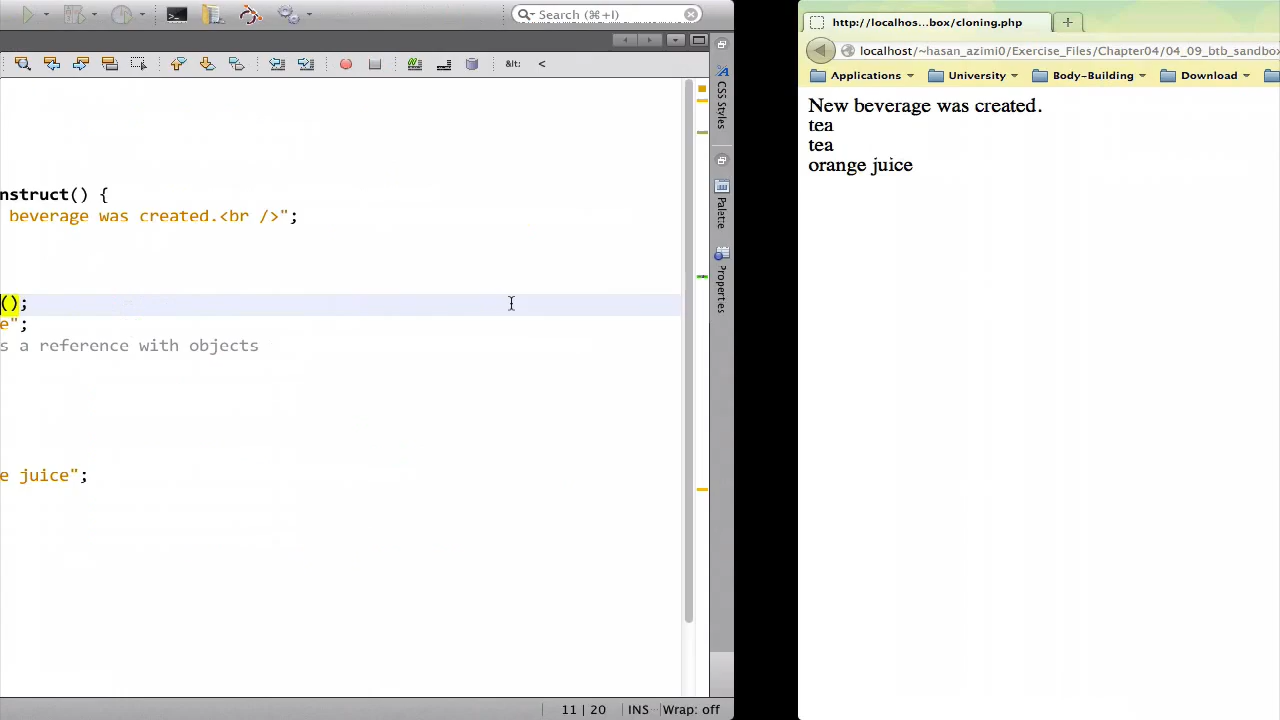 Search (⌘+I)
&lt: <
nstruct() {
beverage was created.<br />";
();
e";
s a reference with objects
e juice";
11 | 20 INS Wrap: off
CSS Styles
Palette
Properties
http://localhos...box/cloning.php
localhost/~hasan_azimi0/Exercise_Files/Chapter04/04_09_btb_sandbox
Applications University Body-Building Download
New beverage was created.
tea
tea
orange juice